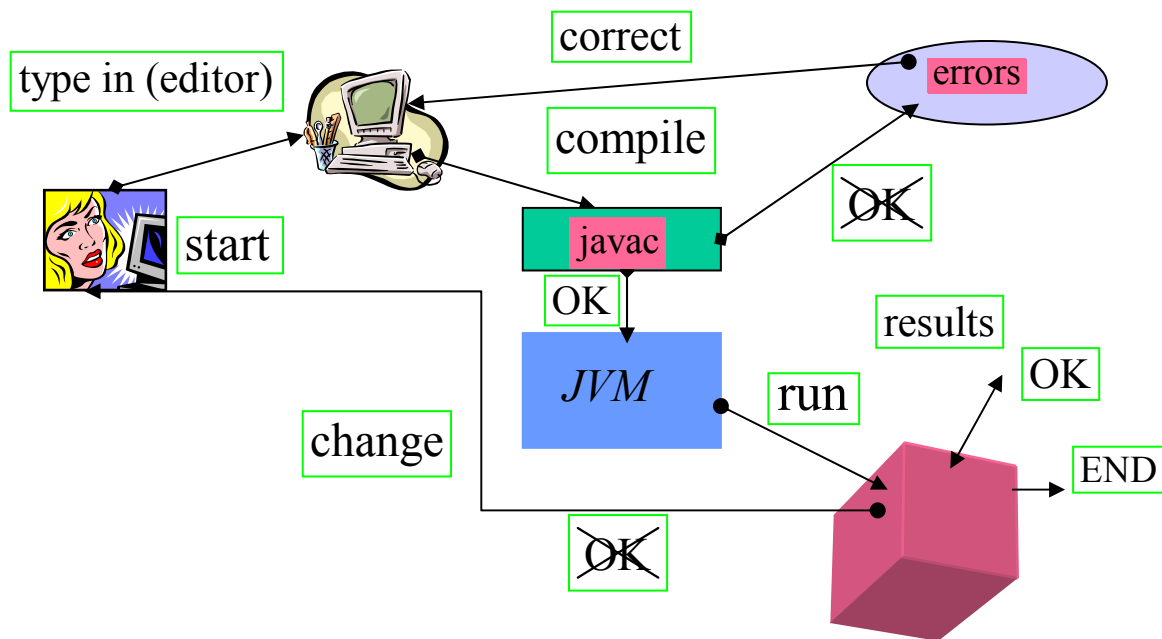 correct
type in (editor)
errors
compile
OK
start
javac
OK
results
OK
JVM
run
change
END
OK